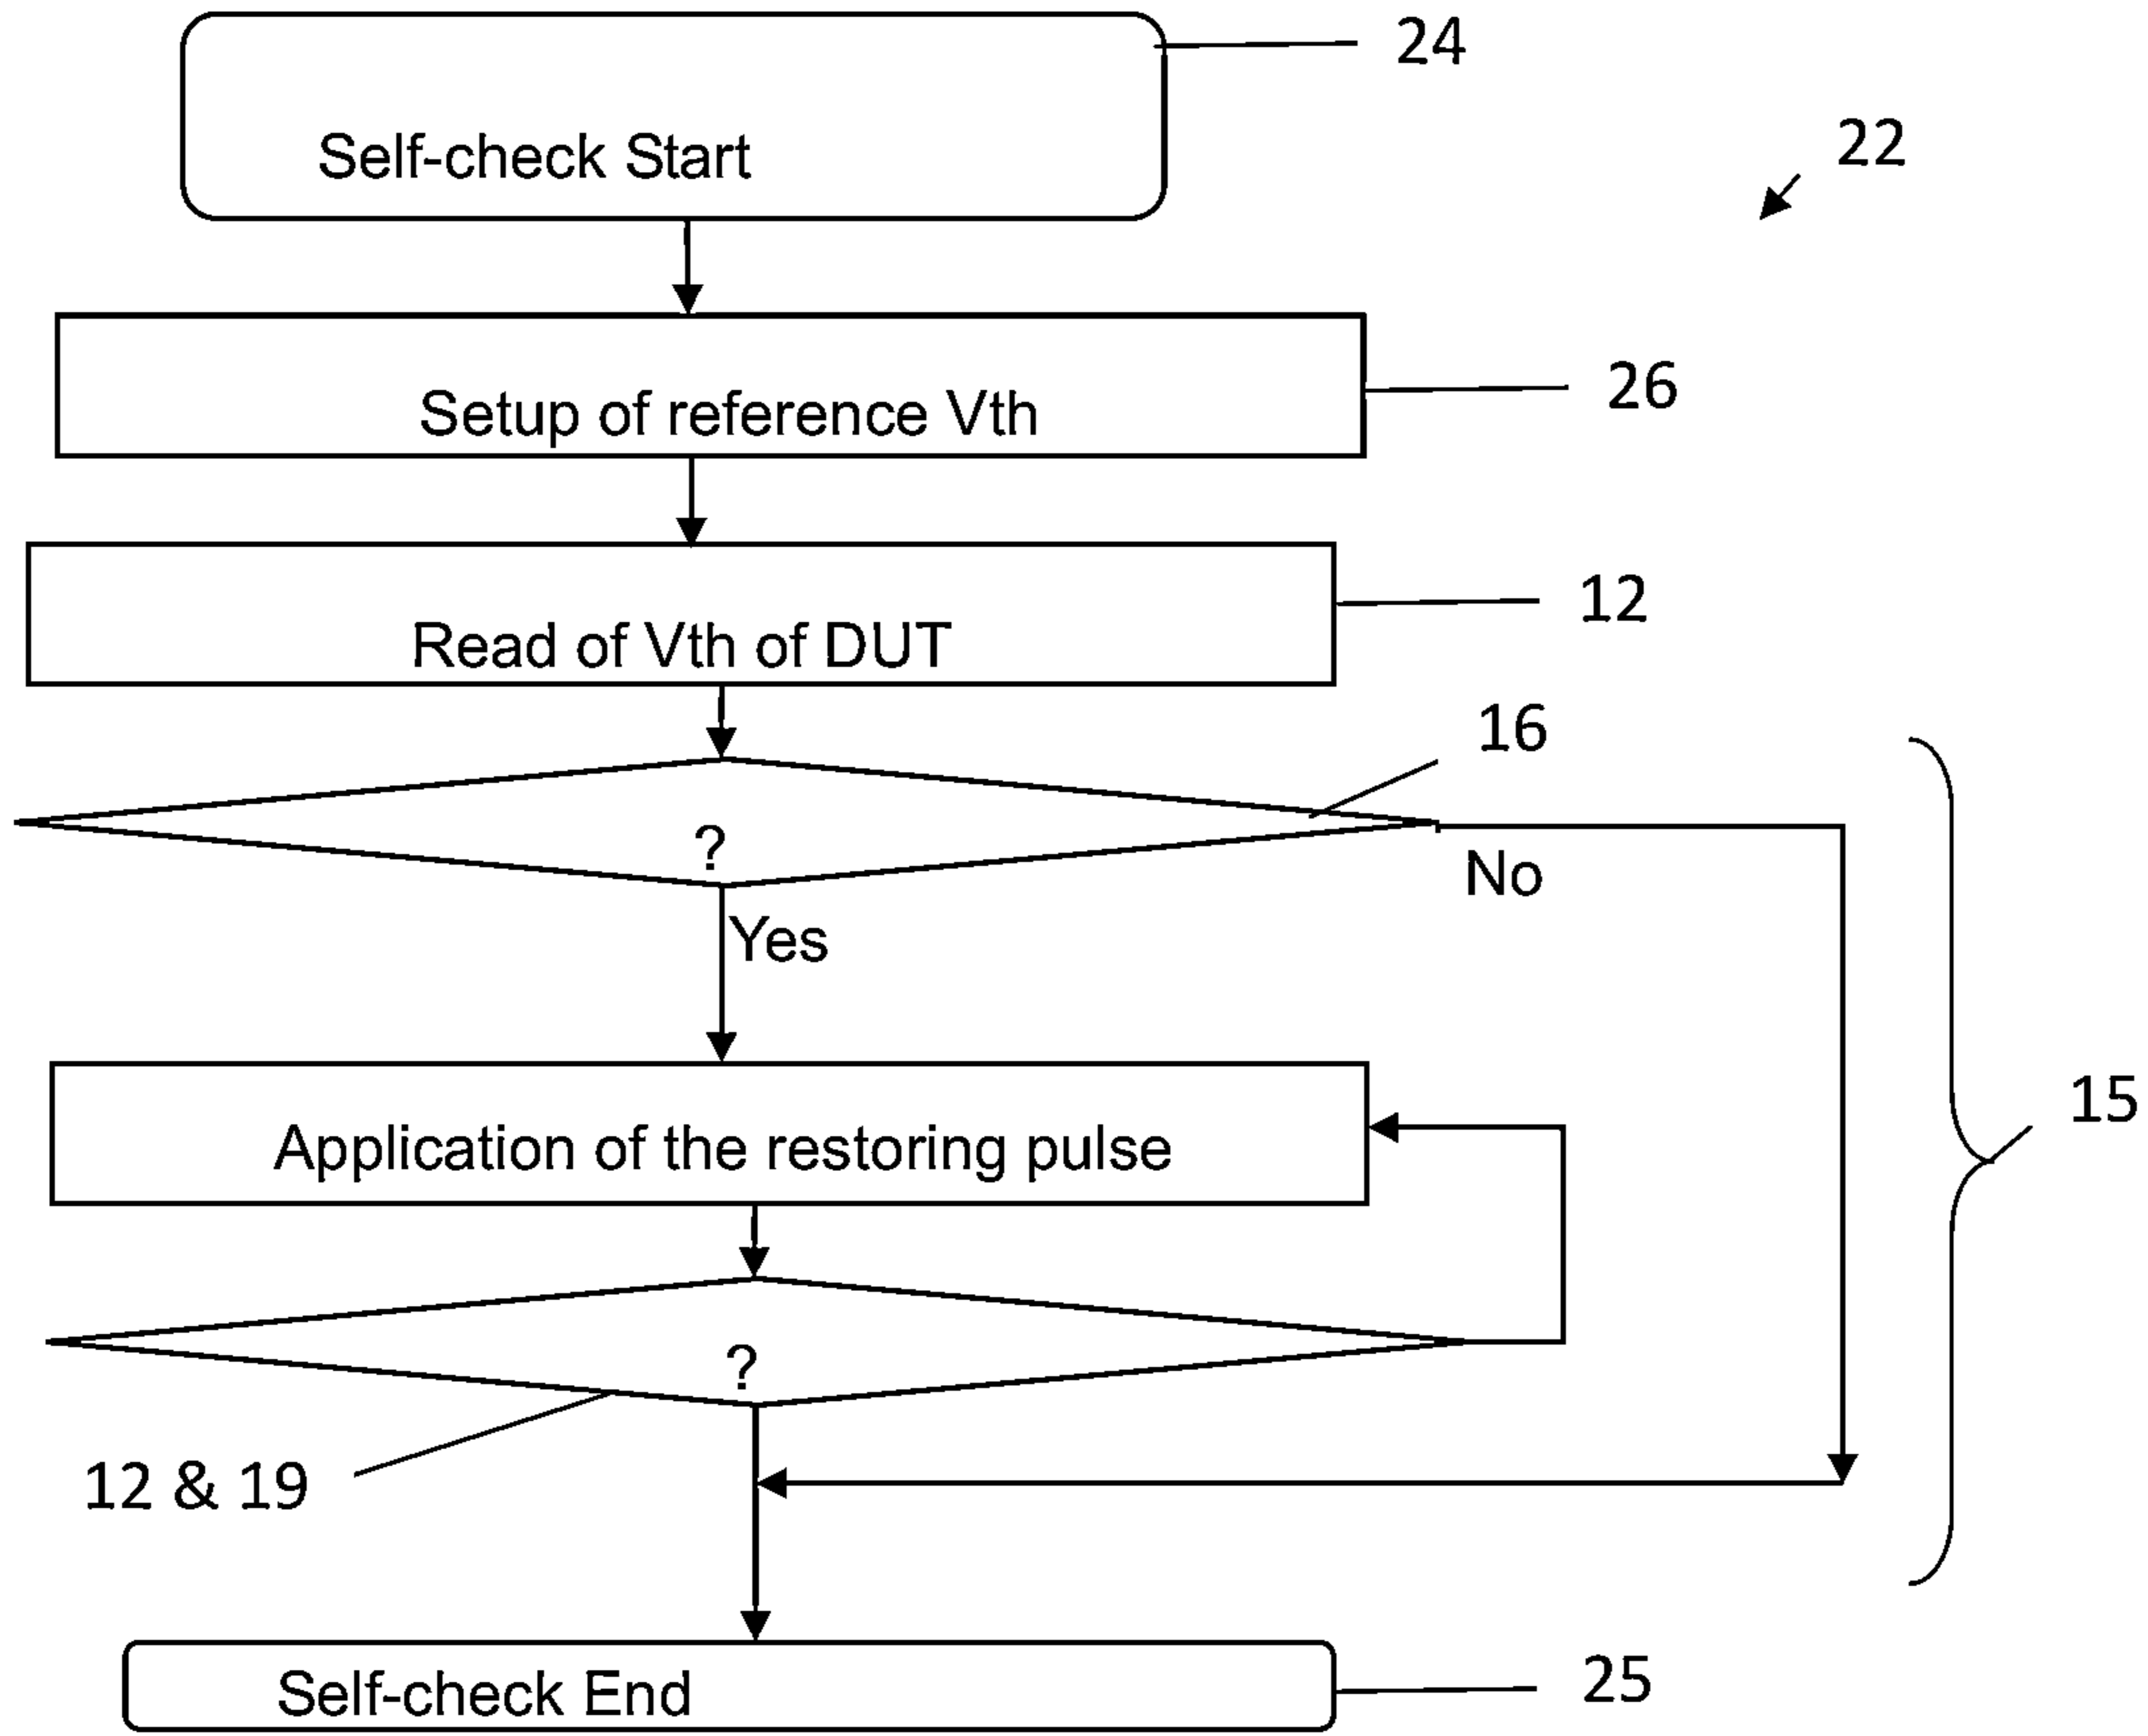 24
Self-check Start
22
Setup of reference Vth
26
Read of Vth of DUT
12
16
?
No
Yes
Application of the restoring pulse
15
?
12 & 19
Self-check End
25